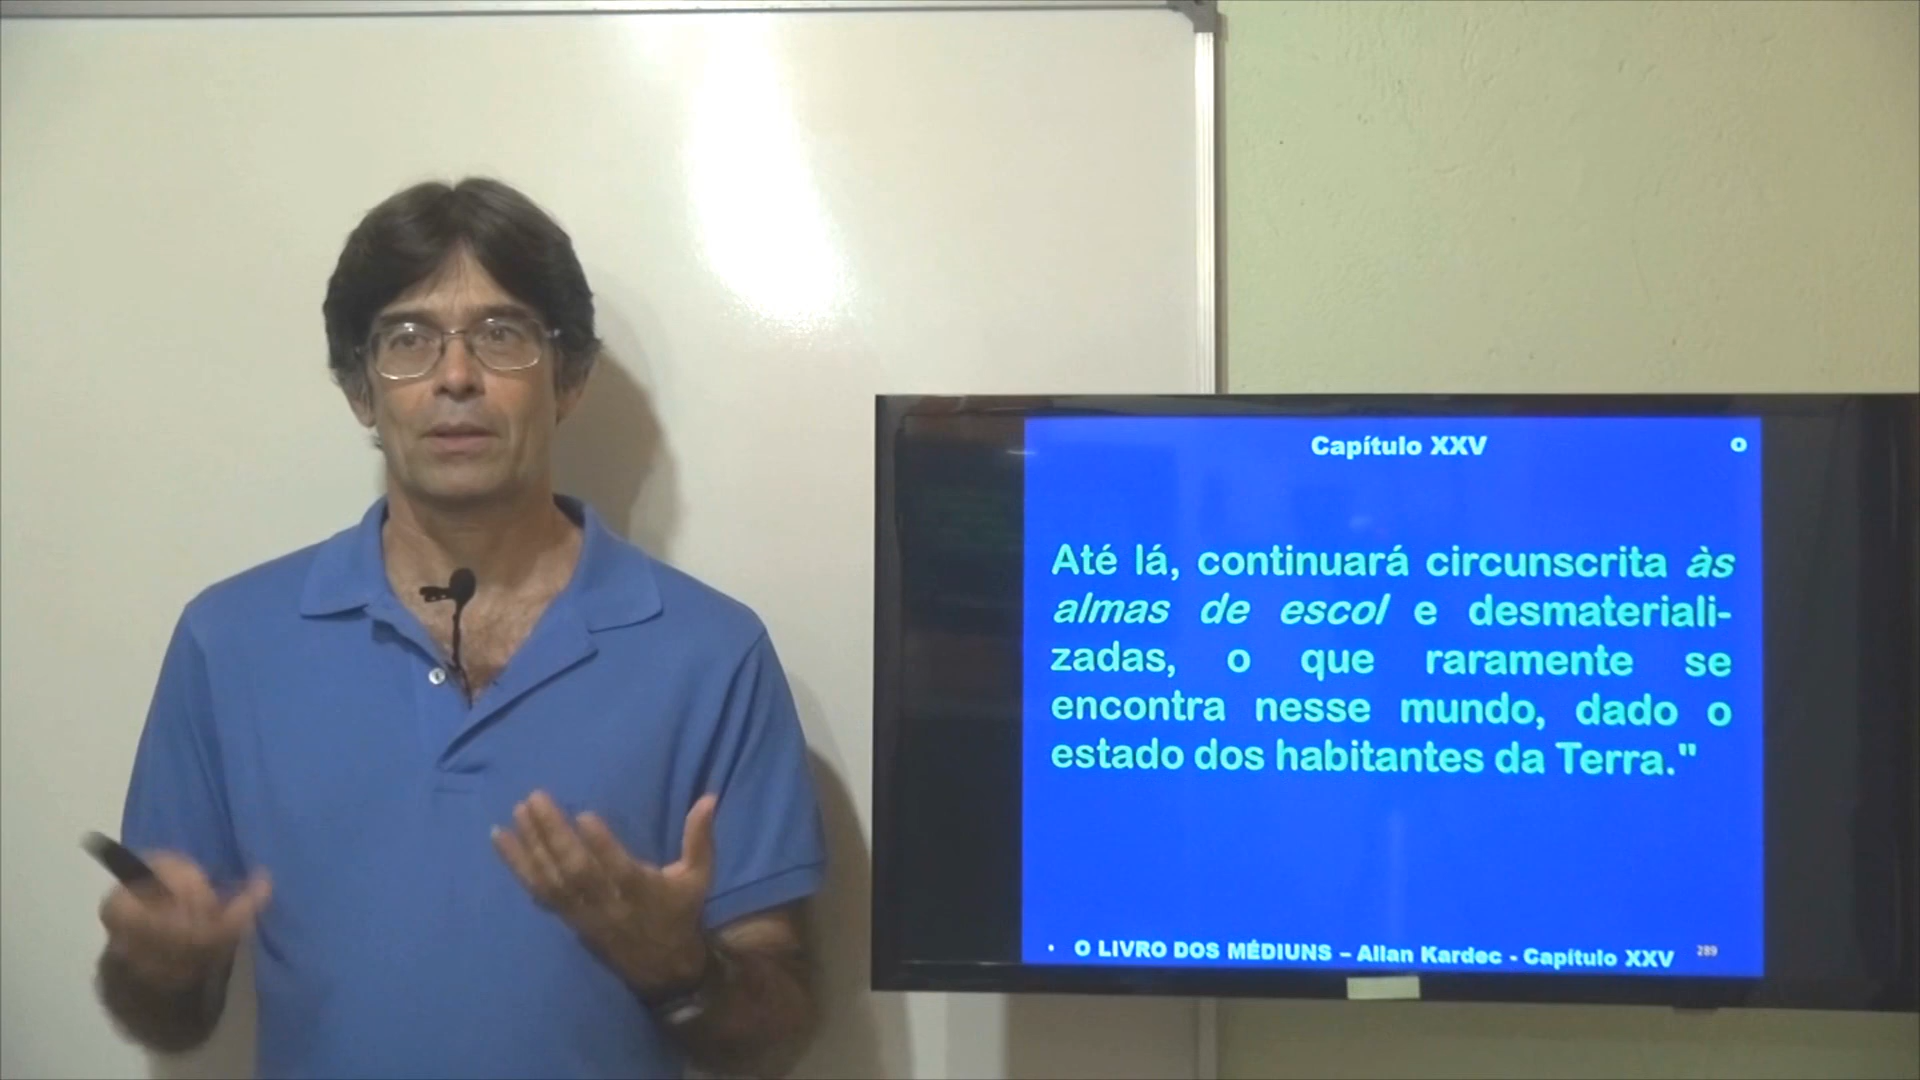 Capítulo XXV
o
Até lá, continuará circunscrita às
almas de escol e desmateriali-
zadas, o que raramente se
encontra nesse mundo, dado o
estado dos habitantes da Terra."
• O LIVRO DOS MÉDIUNS – Allan Kardec - Capítulo XXV
289